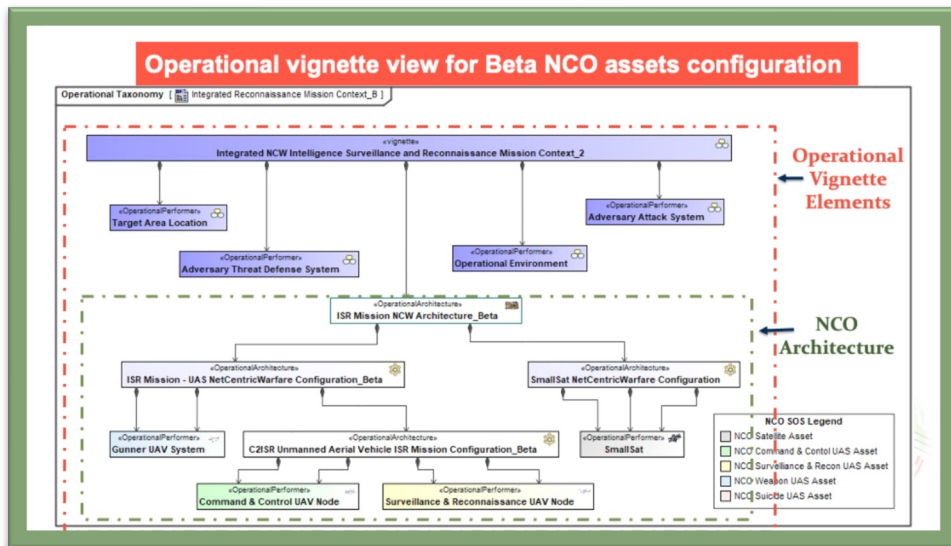 Operational vignette view for Beta NCO assets configuration
Operational Taxonomy [ Integrated Reconnaissance Mission Context_B ]
«vignette»
Integrated NCW Intelligence Surveillance and Reconnaissance Mission Context_2
Operational
Vignette
Elements
«OperationalPerformer»
Target Area Location
«OperationalPerformer»
Adversary Attack System
«OperationalPerformer»
Adversary Threat Defense System
«OperationalPerformer»
Operational Environment
«OperationalArchitecture»
ISR Mission NCW Architecture_Beta
NCO
Architecture
«OperationalArchitecture»
ISR Mission - UAS NetCentricWarfare Configuration_Beta
«OperationalArchitecture»
SmallSat NetCentricWarfare Configuration
«OperationalPerformer»
Gunner UAV System
«OperationalArchitecture»
C2ISR Unmanned Aerial Vehicle ISR Mission Configuration_Beta
«OperationalPerformer»
SmallSat
«OperationalPerformer»
Command & Control UAV Node
«OperationalPerformer»
Surveillance & Reconnaissance UAV Node
NCO SOS Legend
NCO Satellite Asset
NCO Command & Contol UAS Asset
NCO Surveillance & Recon UAS Asset
NCO Weapon UAS Asset
NCO Suicide UAS Asset